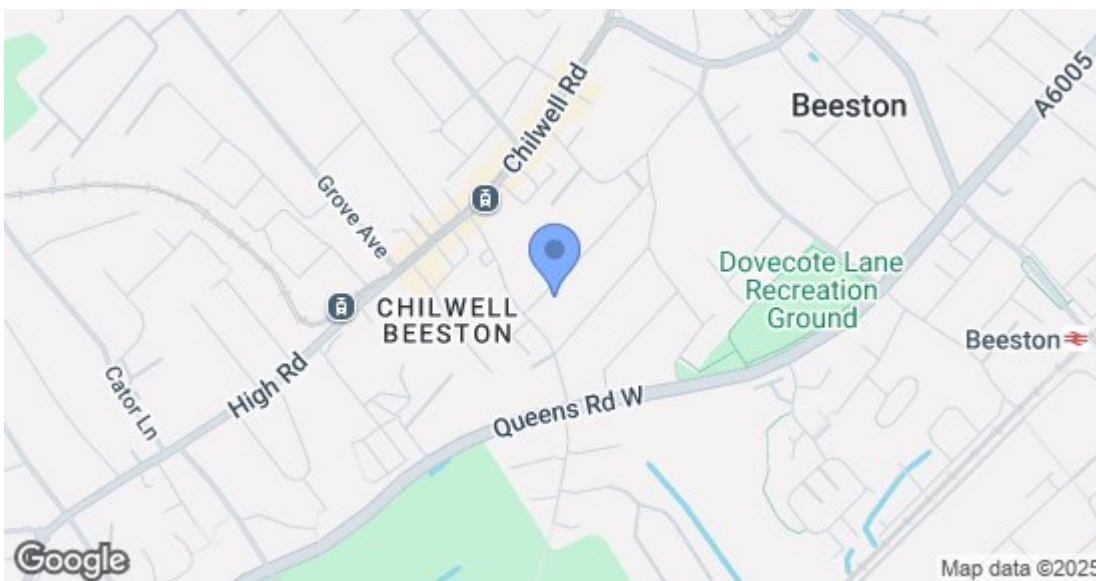 Beeston
A6005
Chilwell Rd
Grove Ave
Dovecote Lane
Recreation
Ground
CHILWELL
BEESTON
Beeston
High Rd
Cator Ln
Queens Rd W
Google
Map data ©2025